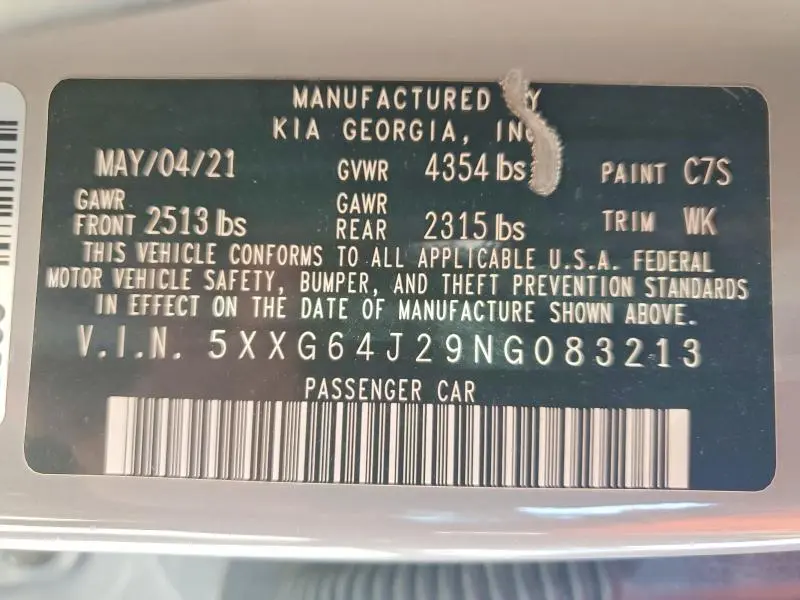 MANUFACTURED BY
KIA GEORGIA, INC
MAY/04/21 GVWR 4354 lbs PAINT C7S
GAWR FRONT 2513 lbs GAWR REAR 2315 lbs TRIM WK
THIS VEHICLE CONFORMS TO ALL APPLICABLE U.S.A. FEDERAL
MOTOR VEHICLE SAFETY, BUMPER, AND THEFT PREVENTION STANDARDS
IN EFFECT ON THE DATE OF MANUFACTURE SHOWN ABOVE.
V.I.N. 5XXG64J29NG083213
PASSENGER CAR